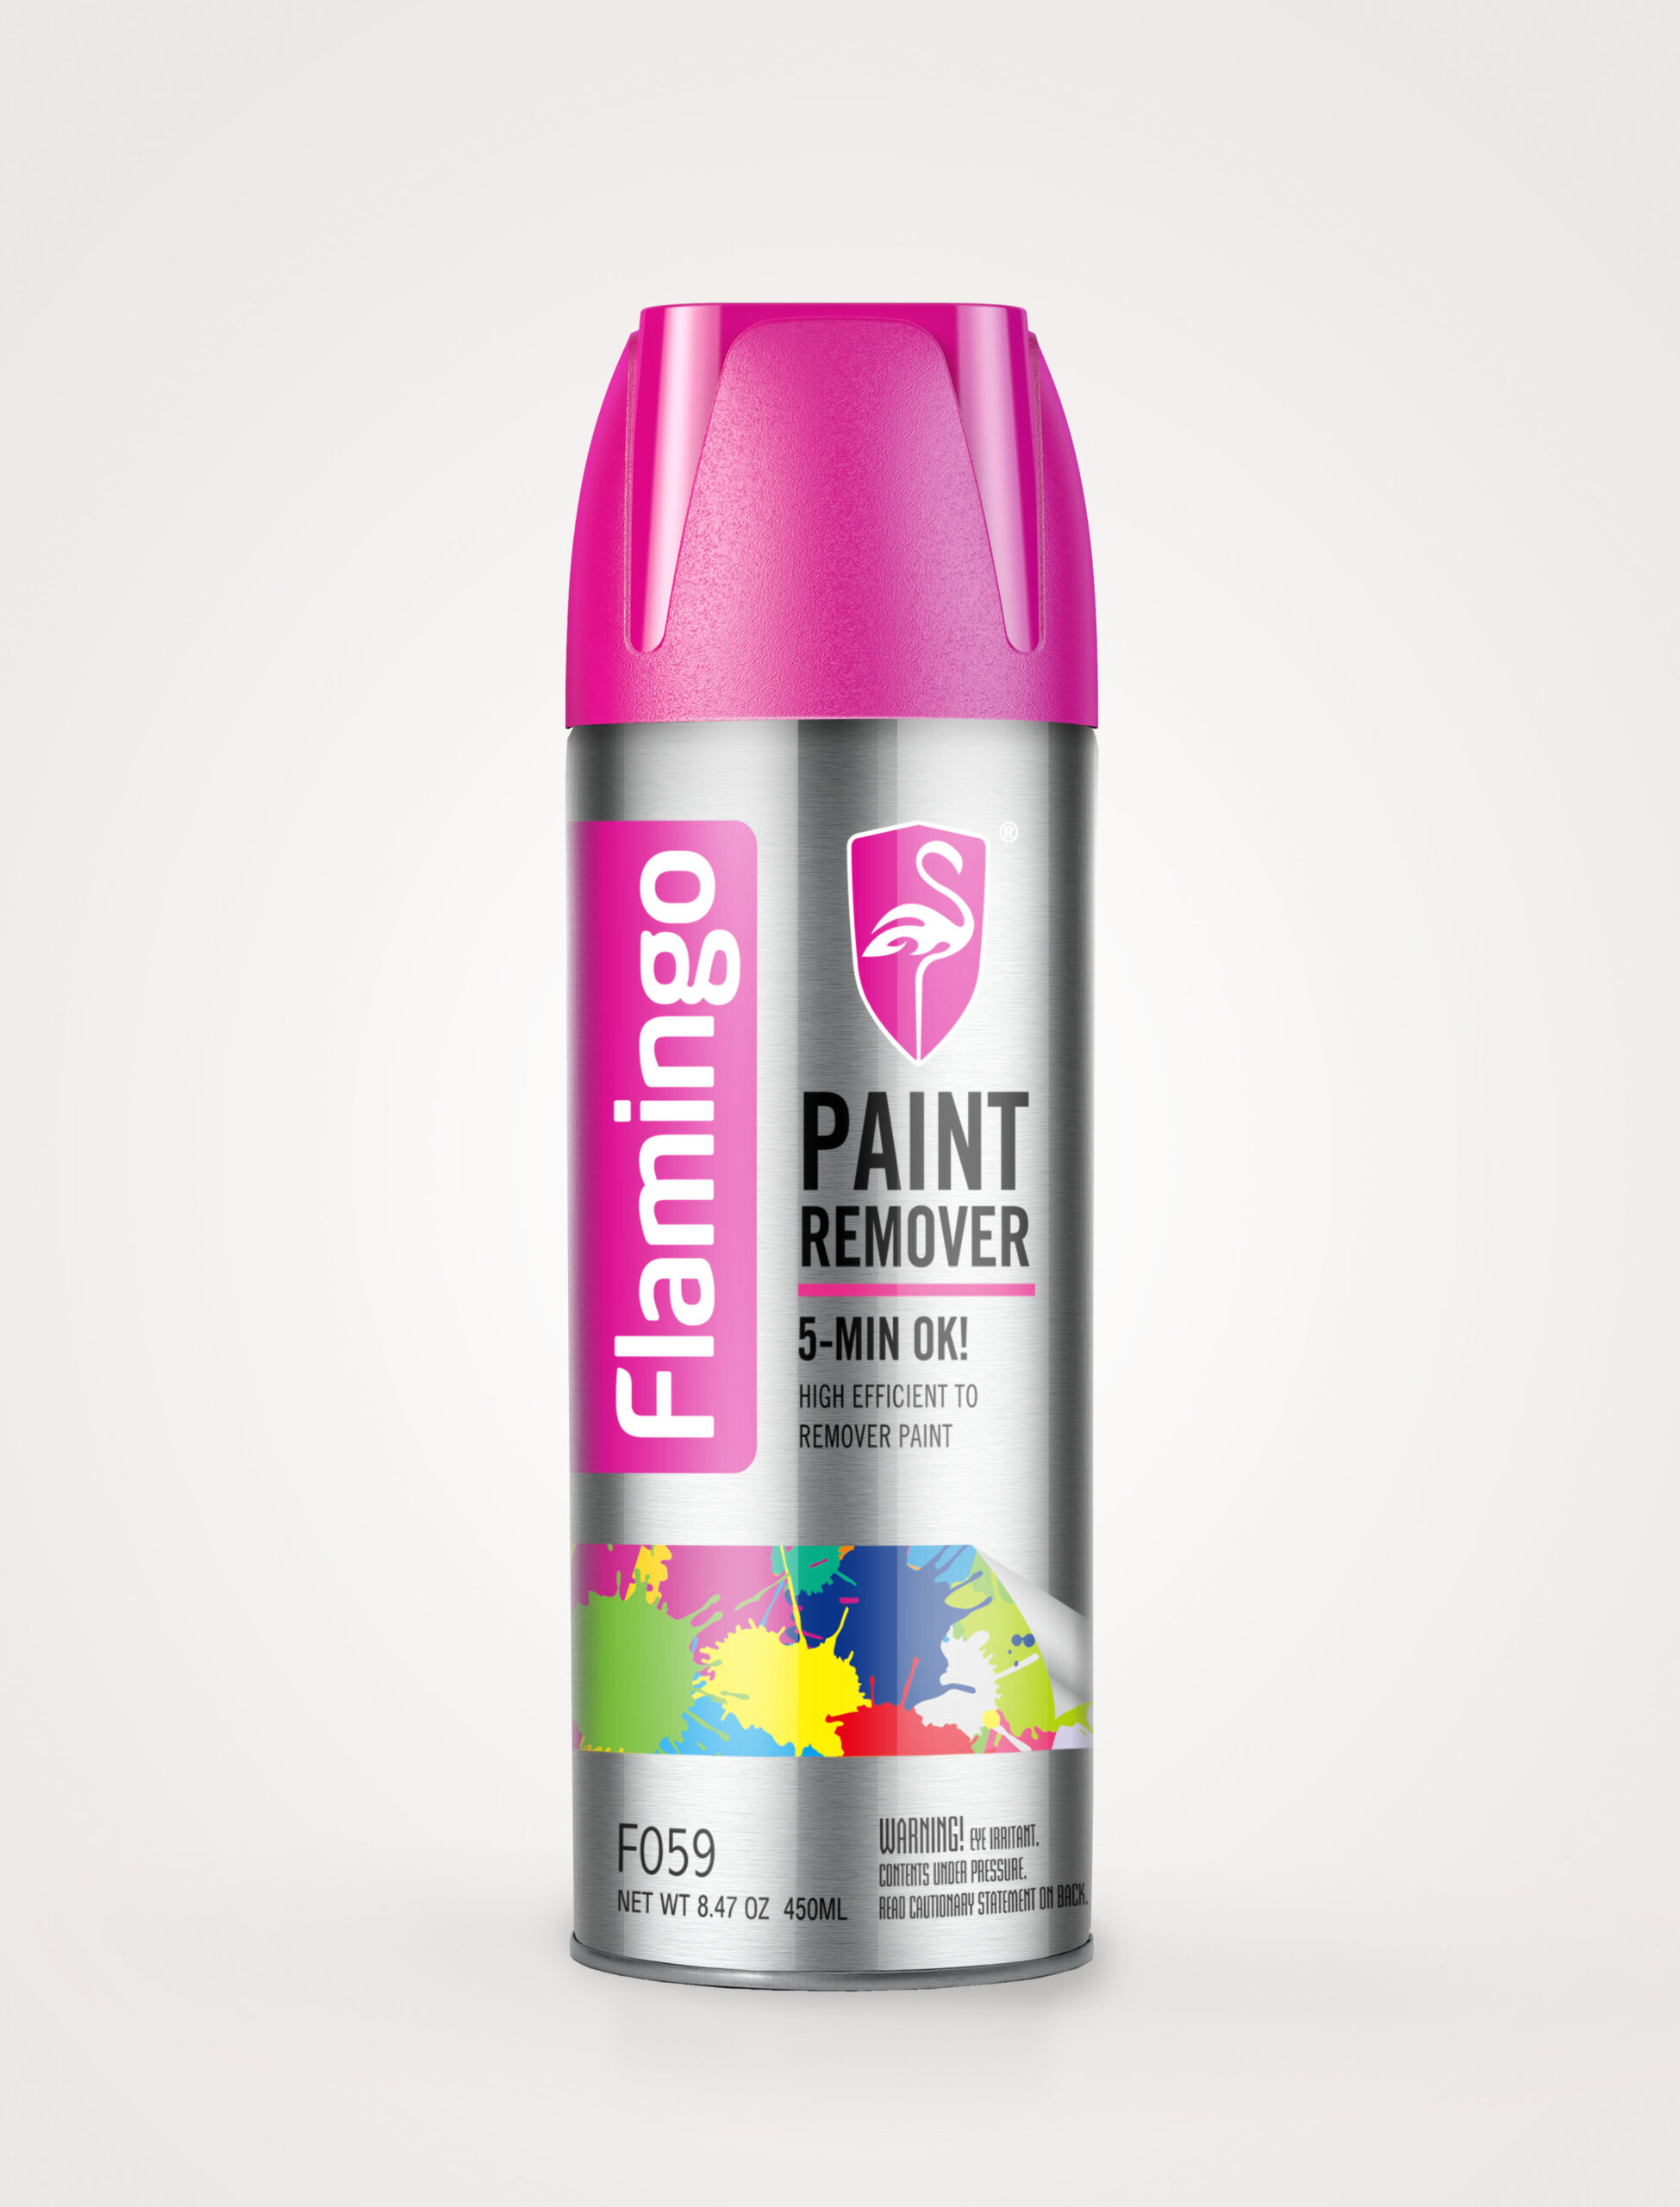 Flamingo
®
PAINT
REMOVER
5-MIN OK!
HIGH EFFICIENT TO
REMOVER PAINT
F059
NET WT 8.47 OZ 450ML
WARNING! EYE IRRITANT.
CONTENTS UNDER PRESSURE.
READ CAUTIONARY STATEMENT ON BACK.